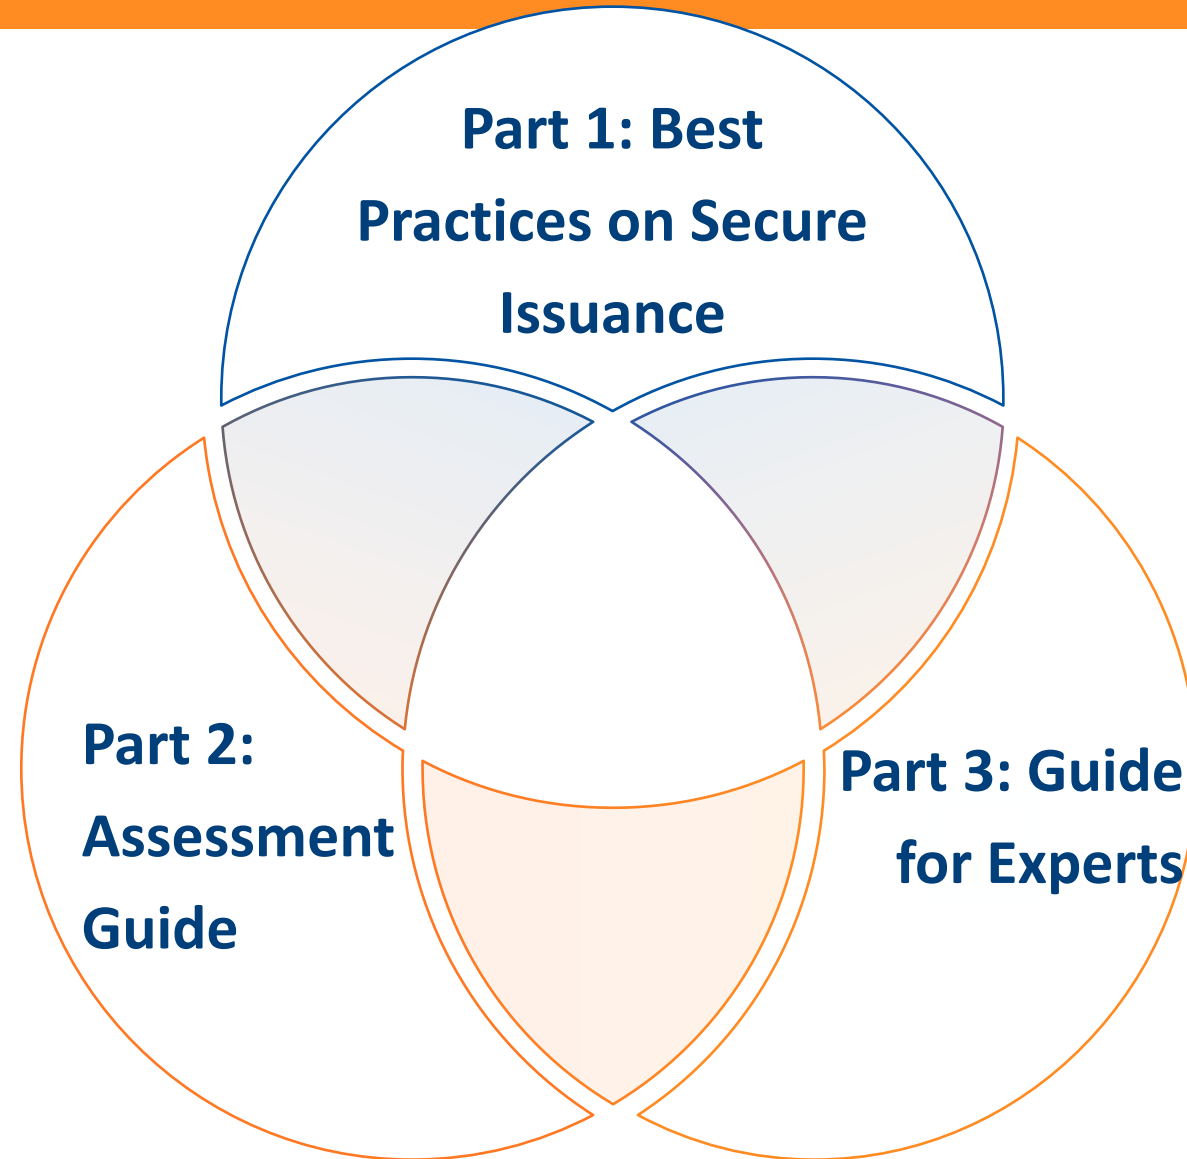 Part 1: Best
Practices on Secure
Issuance
Part 2:
Assessment
Guide
Part 3: Guide
for Experts